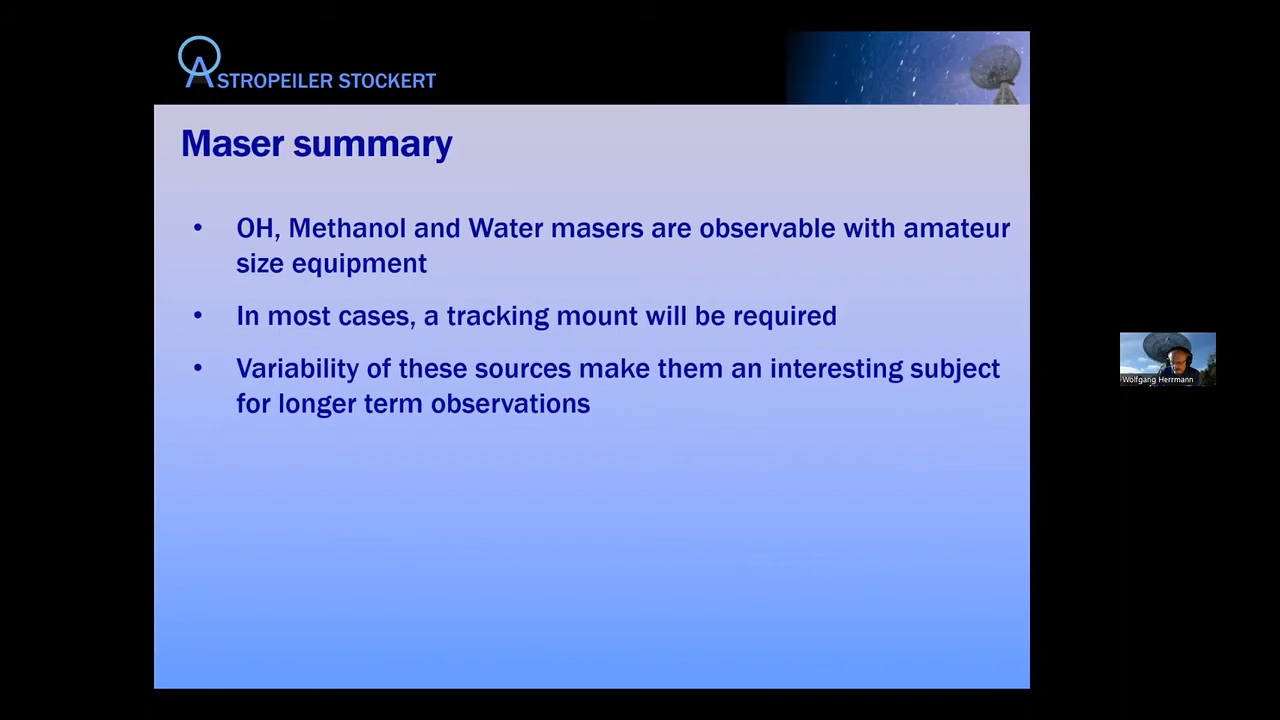 ASTROPEILER STOCKERT
Maser summary
• OH, Methanol and Water masers are observable with amateur
size equipment
• In most cases, a tracking mount will be required
• Variability of these sources make them an interesting subject
for longer term observations
Wolfgang Herrmann